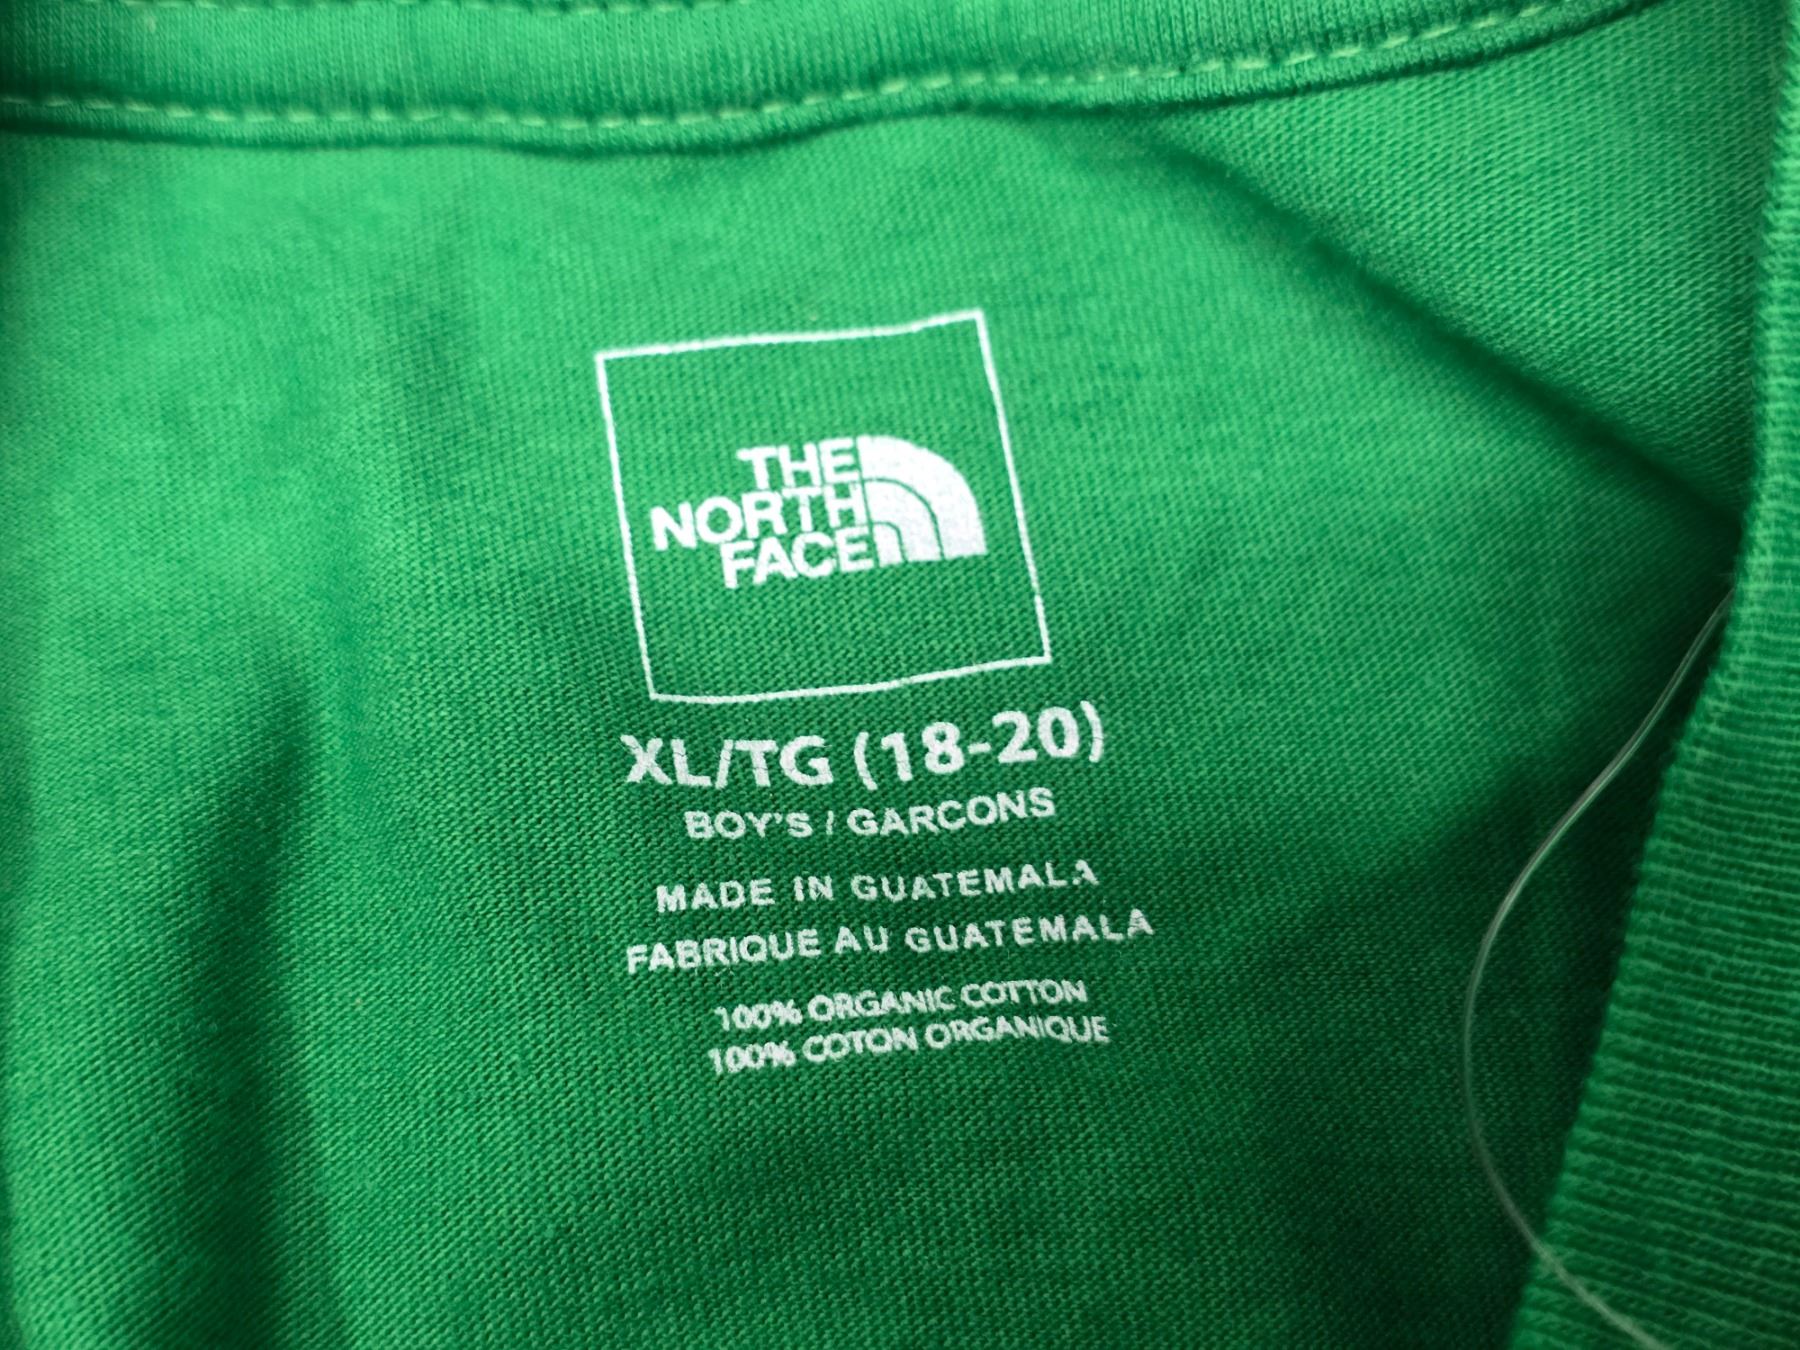 THE
NORTH
FACE
XL/TG (18-20)
BOY'S / GARCONS
MADE IN GUATEMALA
FABRIQUE AU GUATEMALA
100% ORGANIC COTTON
100% COTON ORGANIQUE